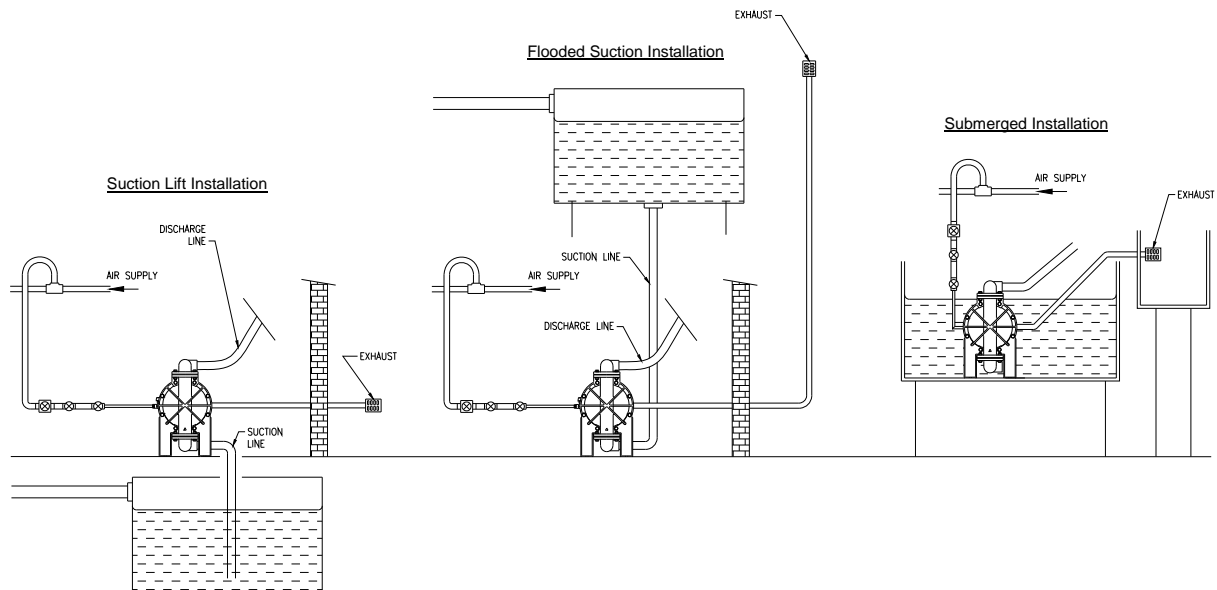 Suction Lift Installation
DISCHARGE
LINE
AIR SUPPLY
EXHAUST
SUCTION
LINE
Flooded Suction Installation
EXHAUST
SUCTION LINE
AIR SUPPLY
DISCHARGE LINE
Submerged Installation
AIR SUPPLY
EXHAUST